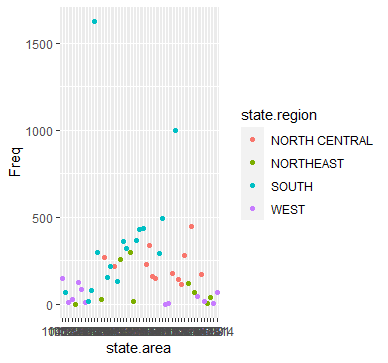 1500
1000
500
0
Freq
state.area
state.region
NORTH CENTRAL
NORTHEAST
SOUTH
WEST